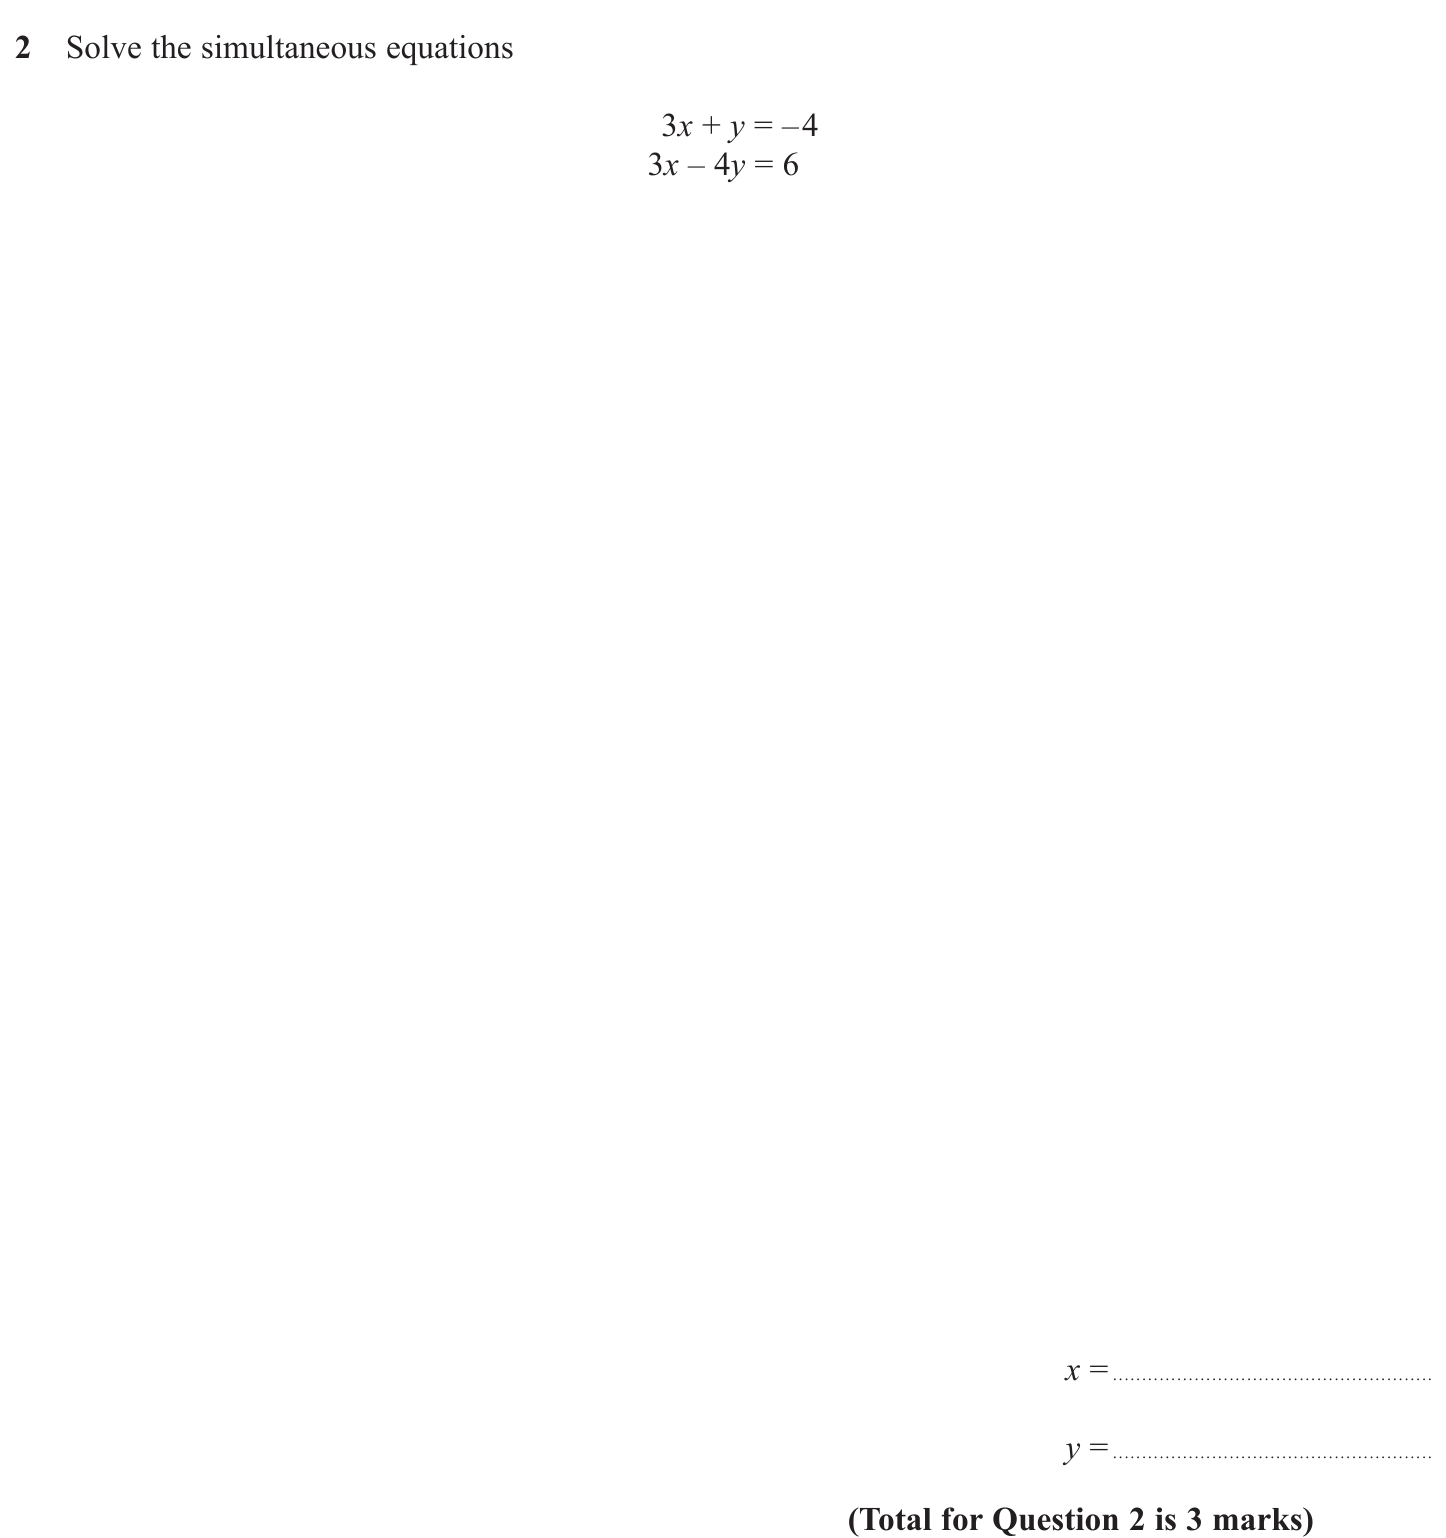 2 Solve the simultaneous equations
3x + y = –4
3x – 4y = 6
x = ........................................................
y = ........................................................
(Total for Question 2 is 3 marks)